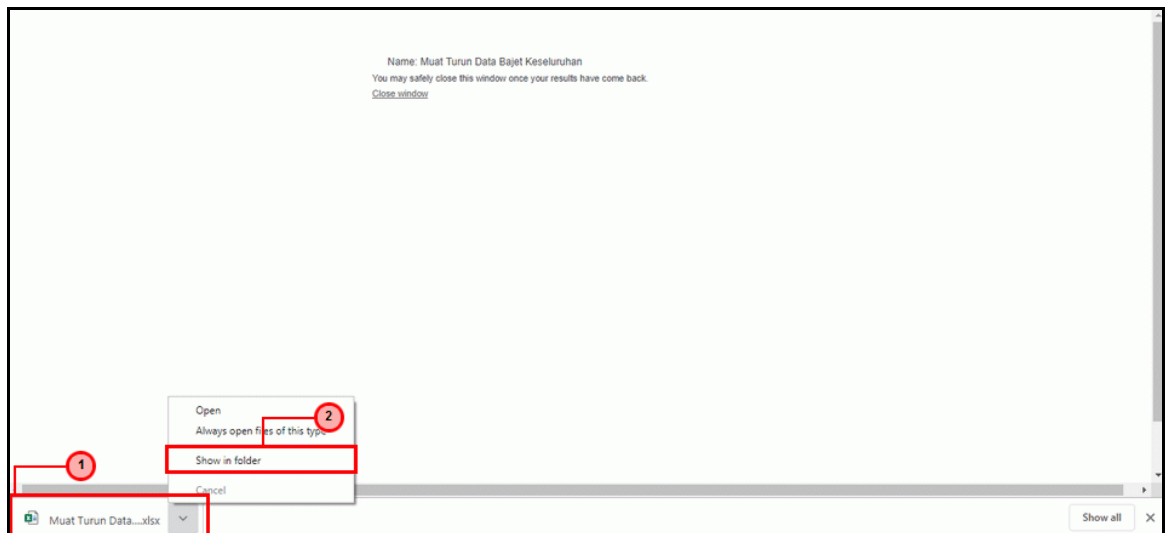 Name: Muat Turun Data Bajet Keseluruhan
You may safely close this window once your results have come back.
Close window
Open
2
Always open files of this type
Show in folder
1
Cancel
Muat Turun Data....xlsx
Show all